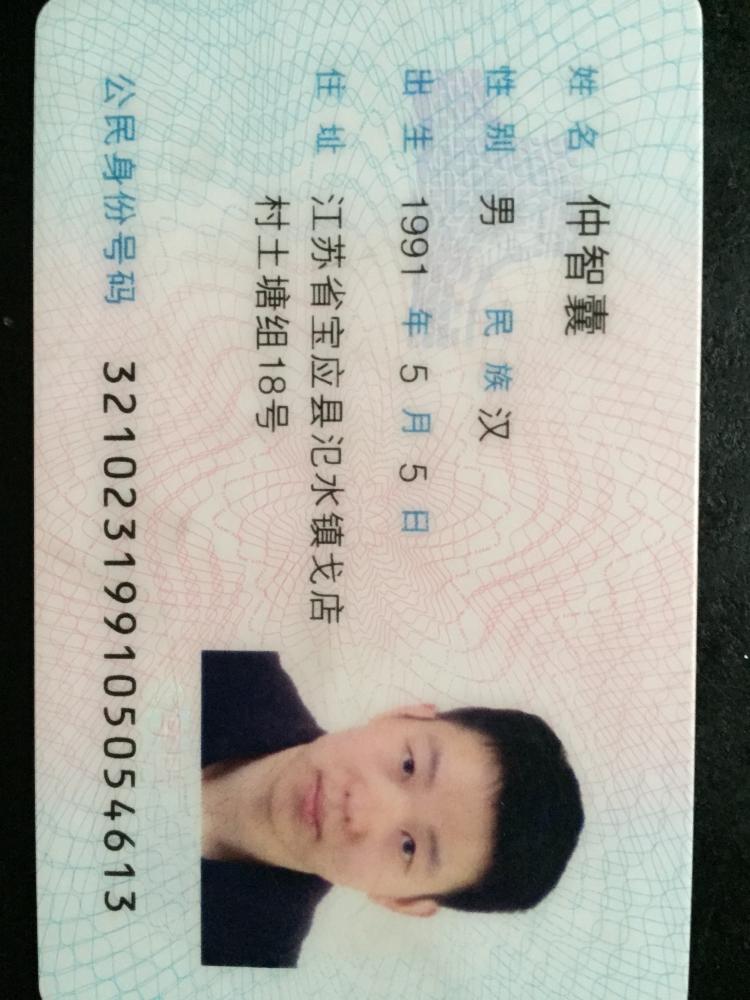 姓名 仲智囊
性别 男 民族 汉
出生 1991 年 5 月 5 日
住址 江苏省宝应县氾水镇戈店
村土塘组18号
公民身份号码 321023199105054613